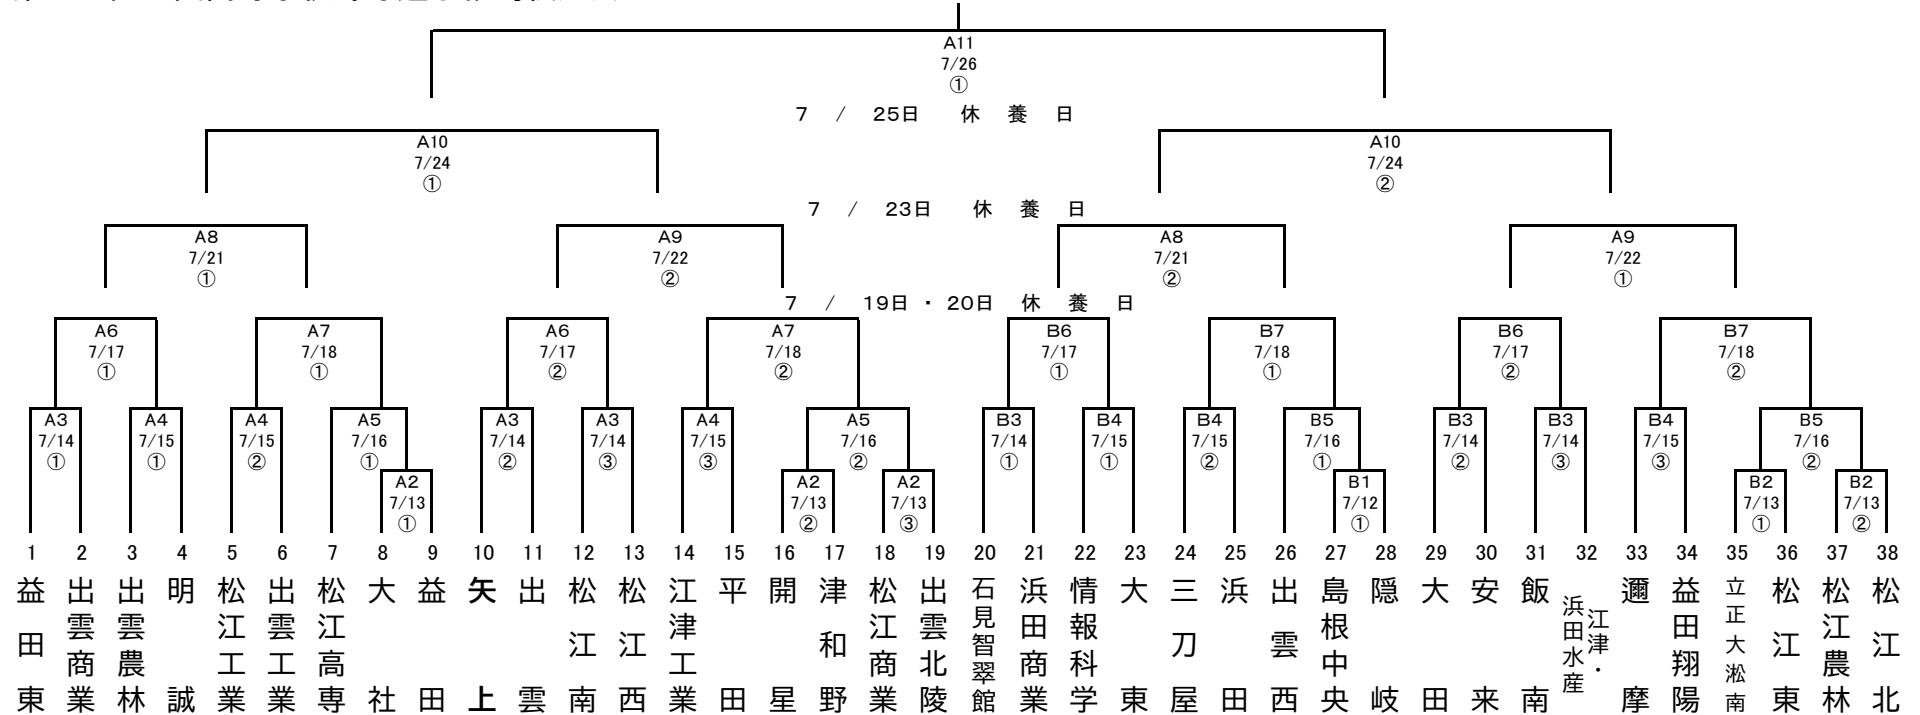 A11
7/26
①
７ / 25日 休 養 日
A10
7/24
①
A10
7/24
②
７ / 23日 休 養 日
A8
7/21
①
A9
7/22
②
A8
7/21
②
A9
7/22
①
７ / 19日・20日 休 養 日
A6
7/17
①
A7
7/18
①
A6
7/17
②
A7
7/18
②
B6
7/17
①
B7
7/18
①
B6
7/17
②
B7
7/18
②
A3
7/14
①
A4
7/15
①
A4
7/15
②
A5
7/16
①
A3
7/14
②
A3
7/14
③
A4
7/15
③
A5
7/16
②
B3
7/14
①
B4
7/15
①
B4
7/15
②
B5
7/16
①
B3
7/14
②
B3
7/14
③
B4
7/15
③
B5
7/16
②
A2
7/13
①
A2
7/13
②
A2
7/13
③
B1
7/12
①
B2
7/13
①
B2
7/13
②
1 2 3 4 5 6 7 8 9 10 11 12 13 14 15 16 17 18 19 20 21 22 23 24 25 26 27 28 29 30 31 32 33 34 35 36 37 38
益田東
出雲商業
出雲農林
明誠
松江工業
出雲工業
松江高専
大社
益田
矢上
出雲
松江南
松江西
江津工業
平田
開星
津和野
松江商業
出雲北陵
石見智翠館
浜田商業
情報科学
大東
三刀屋
浜田
出雲西
島根中央
隠岐
大田
安来
飯南
江津・
浜田水産
邇摩
益田翔陽
立正大淞南
松江東
松江農林
松江北